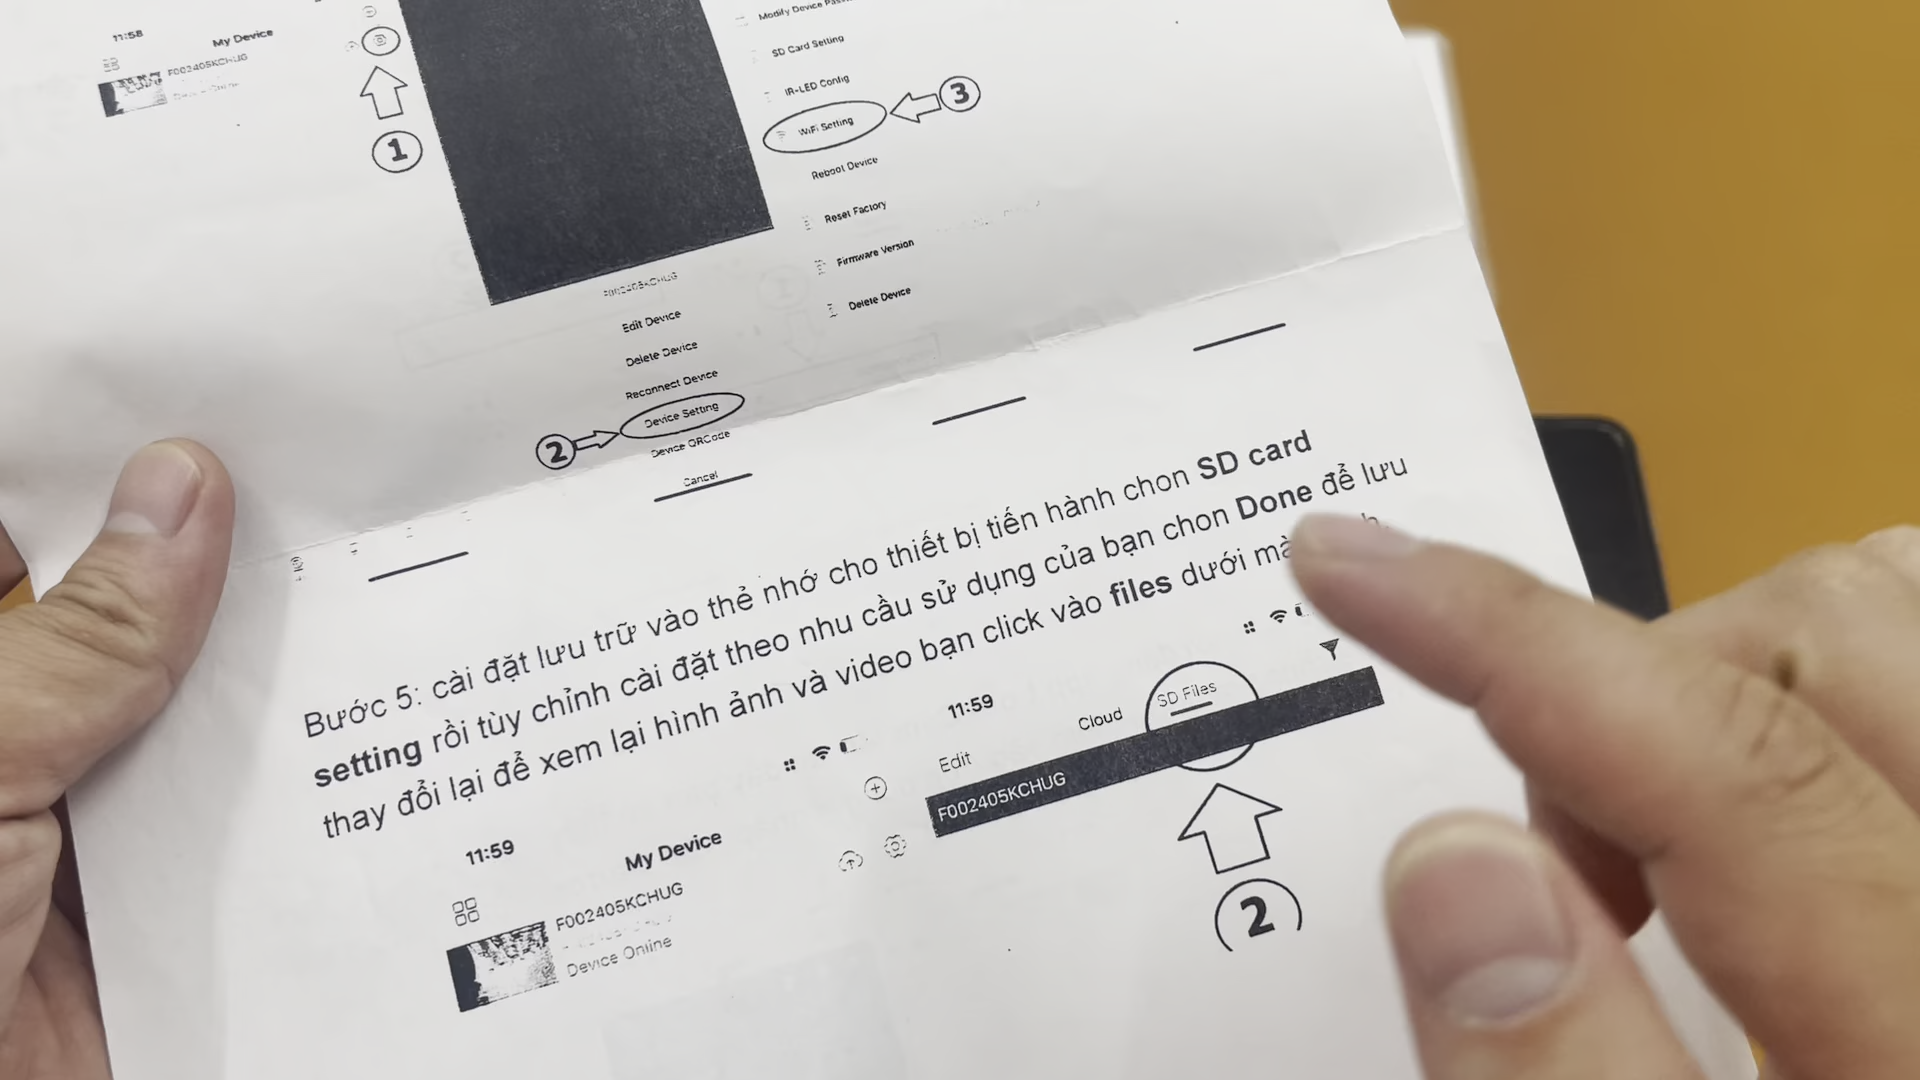 11:58
My Device
F002405KCHUG
1
Modify Device
SD Card Setting
IR-LED Config
WiFi Setting
3
Reboot Device
Reset Factory
Firmware Version
Delete Device
F002405KCHUG
Edit Device
Delete Device
Reconnect Device
Device Setting
2
Device QRCode
Cancel
Bước 5: cài đặt lưu trữ vào thẻ nhớ cho thiết bị tiến hành chon SD card
setting rồi tùy chỉnh cài đặt theo nhu cầu sử dụng của bạn chon Done để lưu
thay đổi lại để xem lại hình ảnh và video bạn click vào files dưới
11:59
My Device
F002405KCHUG
Device Online
11:59
Edit
Cloud
SD Files
F002405KCHUG
2